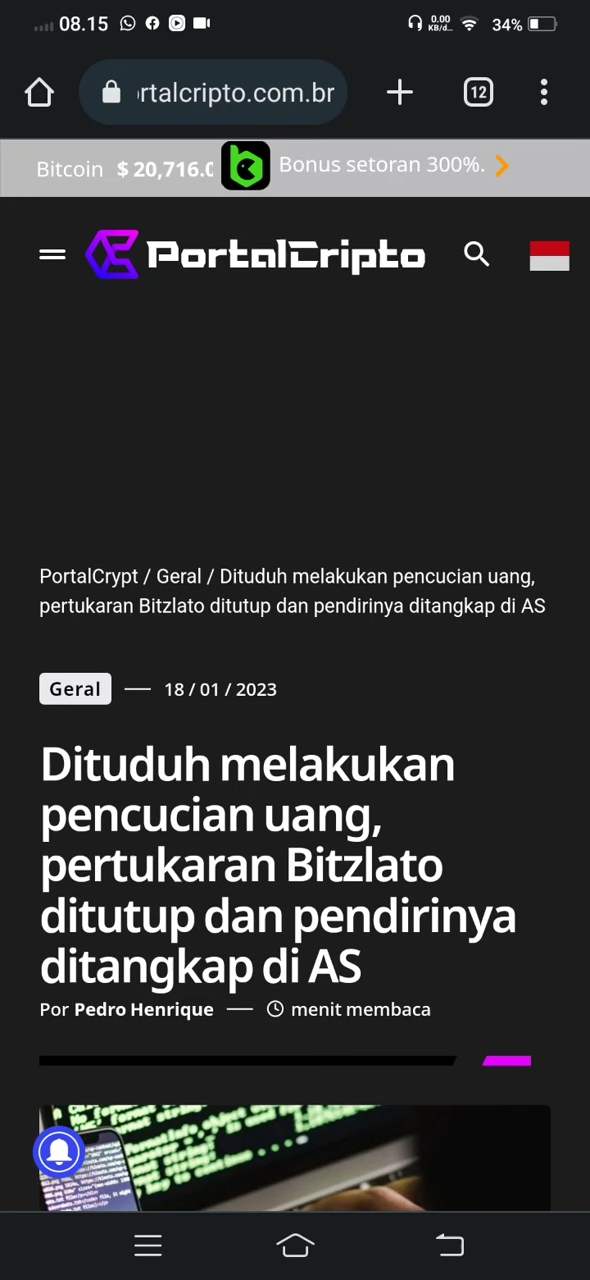 08.15
0.00
KB/d...
34%
rtalcripto.com.br
12
Bitcoin $ 20,716.0
Bonus setoran 300%.
PortalCripto
PortalCrypt / Geral / Dituduh melakukan pencucian uang,
pertukaran Bitzlato ditutup dan pendirinya ditangkap di AS
Geral — 18 / 01 / 2023
Dituduh melakukan
pencucian uang,
pertukaran Bitzlato
ditutup dan pendirinya
ditangkap di AS
Por Pedro Henrique — menit membaca